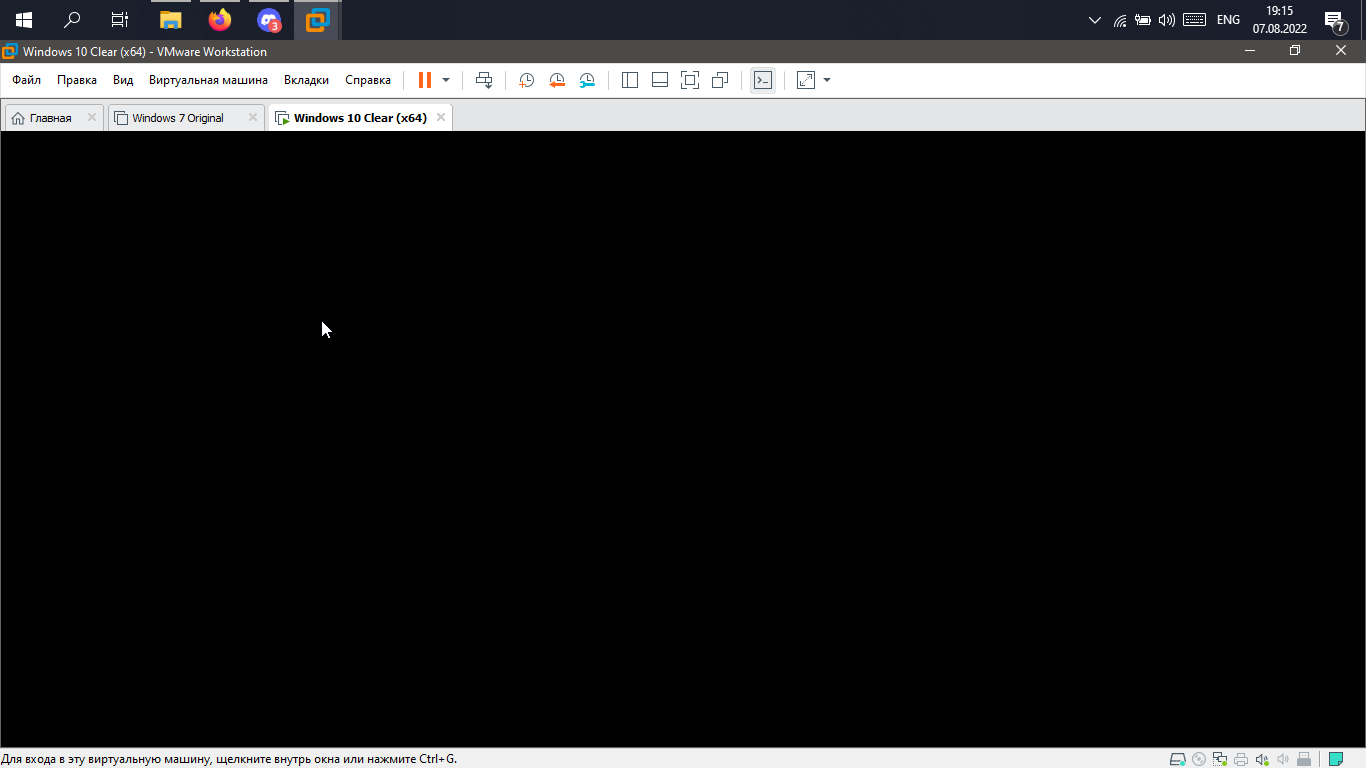 3
ENG
19:15
07.08.2022
7
Windows 10 Clear (x64) - VMware Workstation
Файл Правка Вид Виртуальная машина Вкладки Справка
Главная Windows 7 Original Windows 10 Clear (x64)
Для входа в эту виртуальную машину, щелкните внутрь окна или нажмите Ctrl+G.